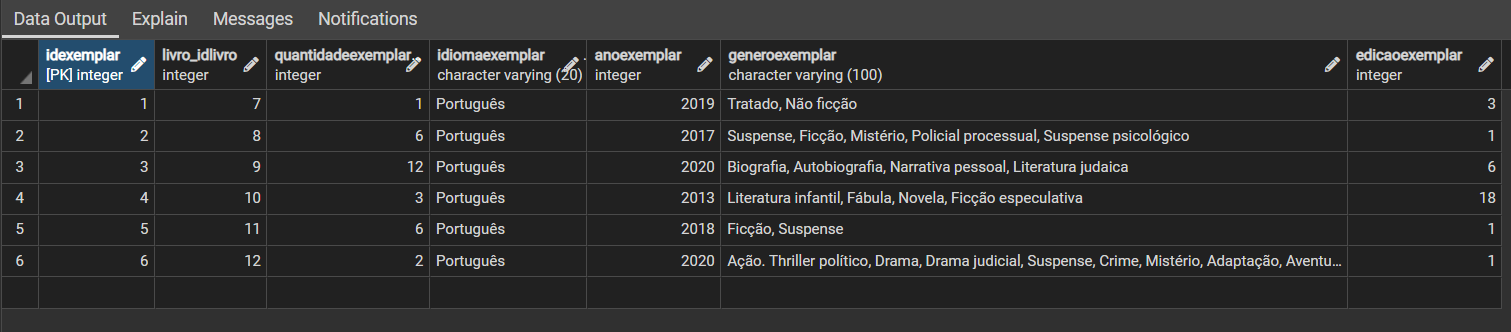 Data Output Explain Messages Notifications
idexemplar livro_idlivro quantidadeexemplar idiomaexemplar anoexemplar generoexemplar edicaoexemplar
[PK] integer integer integer character varying (20) integer character varying (100) integer
1 1 7 1 Português 2019 Tratado, Não ficção 3
2 2 8 6 Português 2017 Suspense, Ficção, Mistério, Policial processual, Suspense psicológico 1
3 3 9 12 Português 2020 Biografia, Autobiografia, Narrativa pessoal, Literatura judaica 6
4 4 10 3 Português 2013 Literatura infantil, Fábula, Novela, Ficção especulativa 18
5 5 11 6 Português 2018 Ficção, Suspense 1
6 6 12 2 Português 2020 Ação. Thriller político, Drama, Drama judicial, Suspense, Crime, Mistério, Adaptação, Aventu... 1